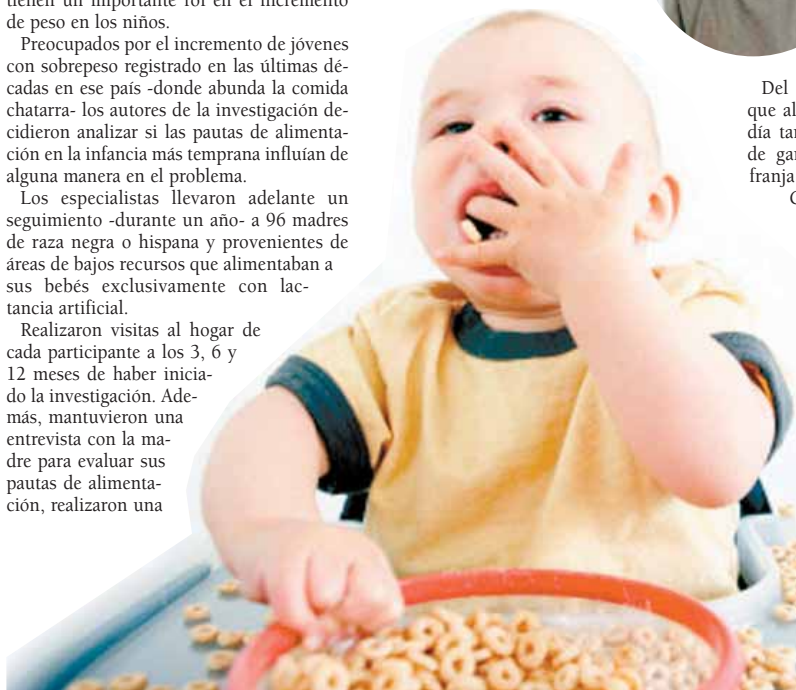 tienen un importante rol en el incremento
de peso en los niños.
Preocupados por el incremento de jóvenes
con sobrepeso registrado en las últimas dé-
cadas en ese país -donde abunda la comida
chatarra- los autores de la investigación de-
cidieron analizar si las pautas de alimenta-
ción en la infancia más temprana influían de
alguna manera en el problema.
Los especialistas llevaron adelante un
seguimiento -durante un año- a 96 madres
de raza negra o hispana y provenientes de
áreas de bajos recursos que alimentaban a
sus bebés exclusivamente con lac-
tancia artificial.
Realizaron visitas al hogar de
cada participante a los 3, 6 y
12 meses de haber inicia-
do la investigación. Ade-
más, mantuvieron una
entrevista con la ma-
dre para evaluar sus
pautas de alimenta-
ción, realizaron una
Del
que al
día
de
franja